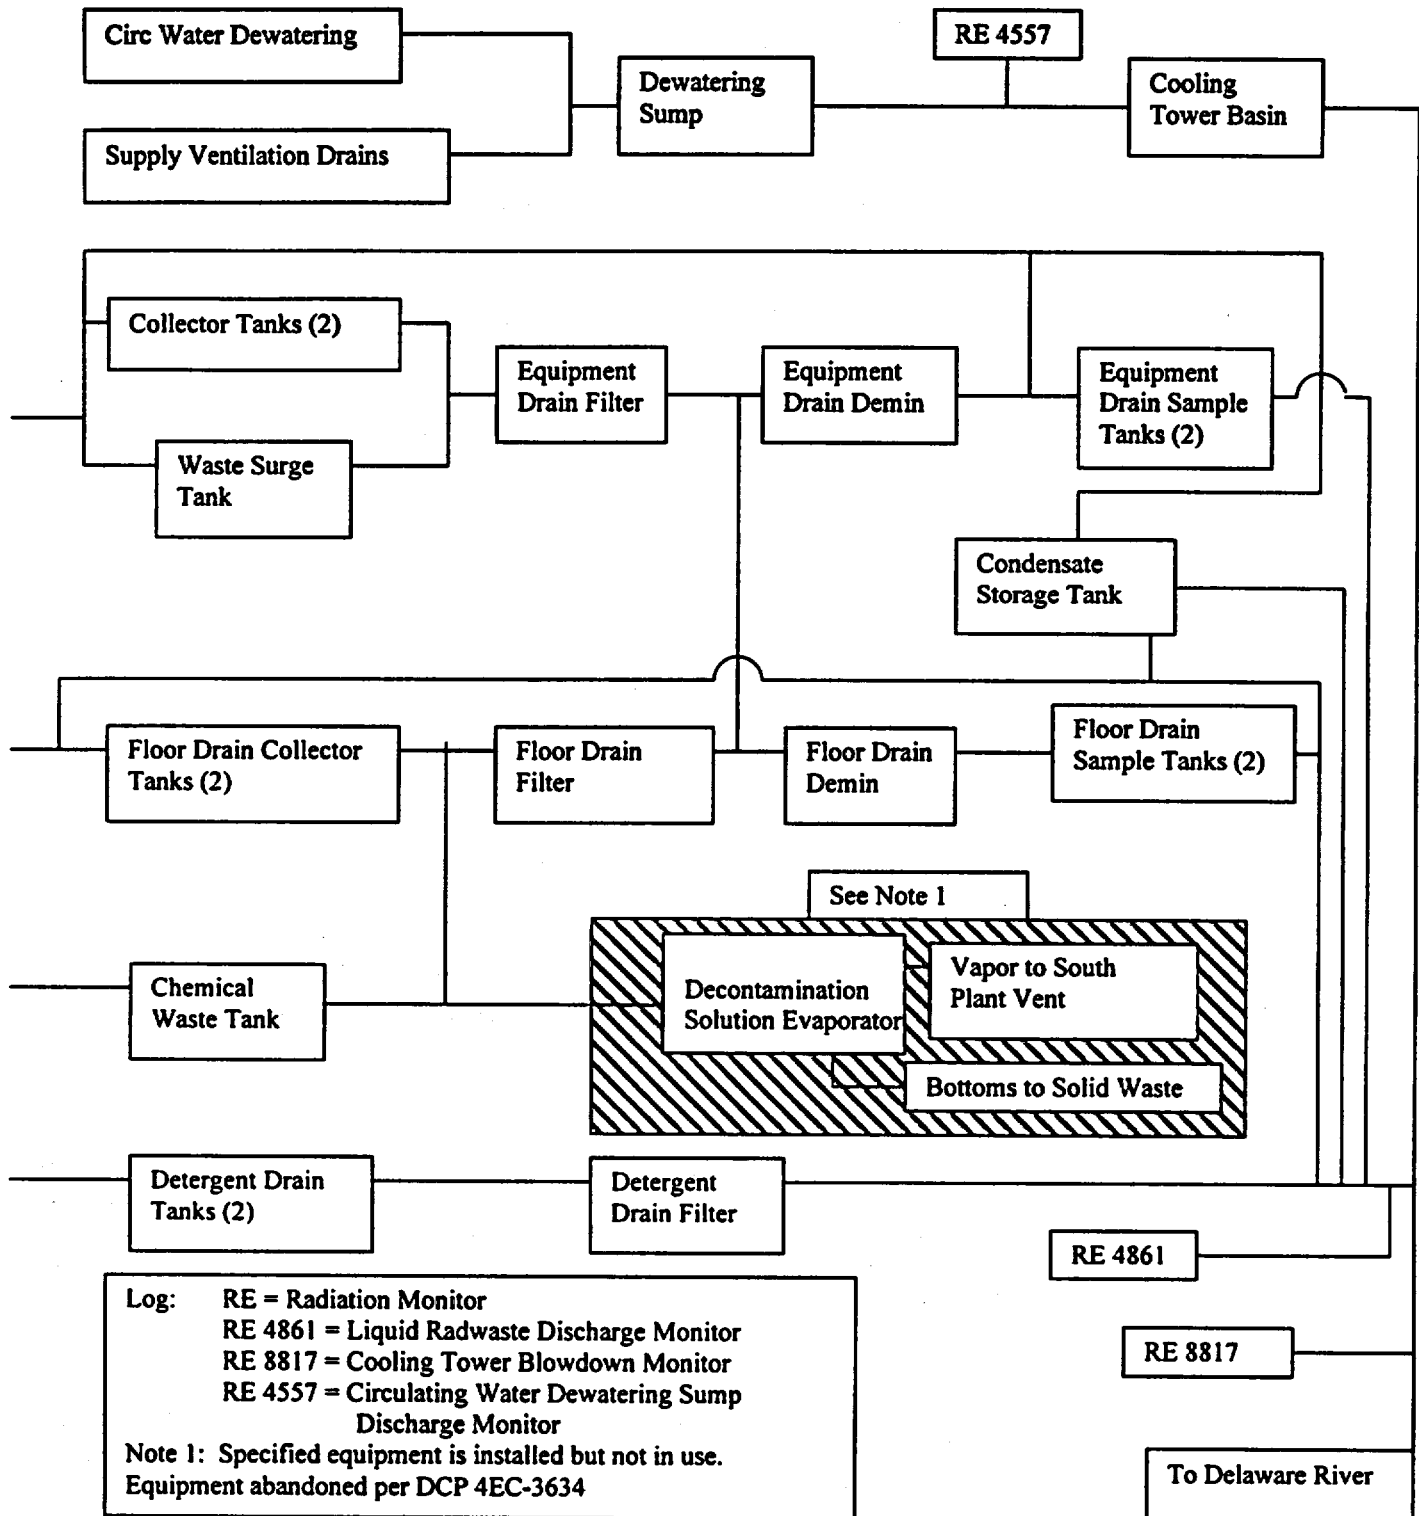 Circ Water Dewatering
RE 4557
Dewatering
Sump
Cooling
Tower Basin
Supply Ventilation Drains
Collector Tanks (2)
Equipment
Drain Filter
Equipment
Drain Demin
Equipment
Drain Sample
Tanks (2)
Waste Surge
Tank
Condensate
Storage Tank
Floor Drain Collector
Tanks (2)
Floor Drain
Filter
Floor Drain
Demin
Floor Drain
Sample Tanks (2)
See Note 1
Chemical
Waste Tank
Decontamination
Solution Evaporator
Vapor to South
Plant Vent
Bottoms to Solid Waste
Detergent Drain
Tanks (2)
Detergent
Drain Filter
RE 4861
RE 8817
Log: RE = Radiation Monitor
RE 4861 = Liquid Radwaste Discharge Monitor
RE 8817 = Cooling Tower Blowdown Monitor
RE 4557 = Circulating Water Dewatering Sump
Discharge Monitor
Note 1: Specified equipment is installed but not in use.
Equipment abandoned per DCP 4EC-3634
To Delaware River